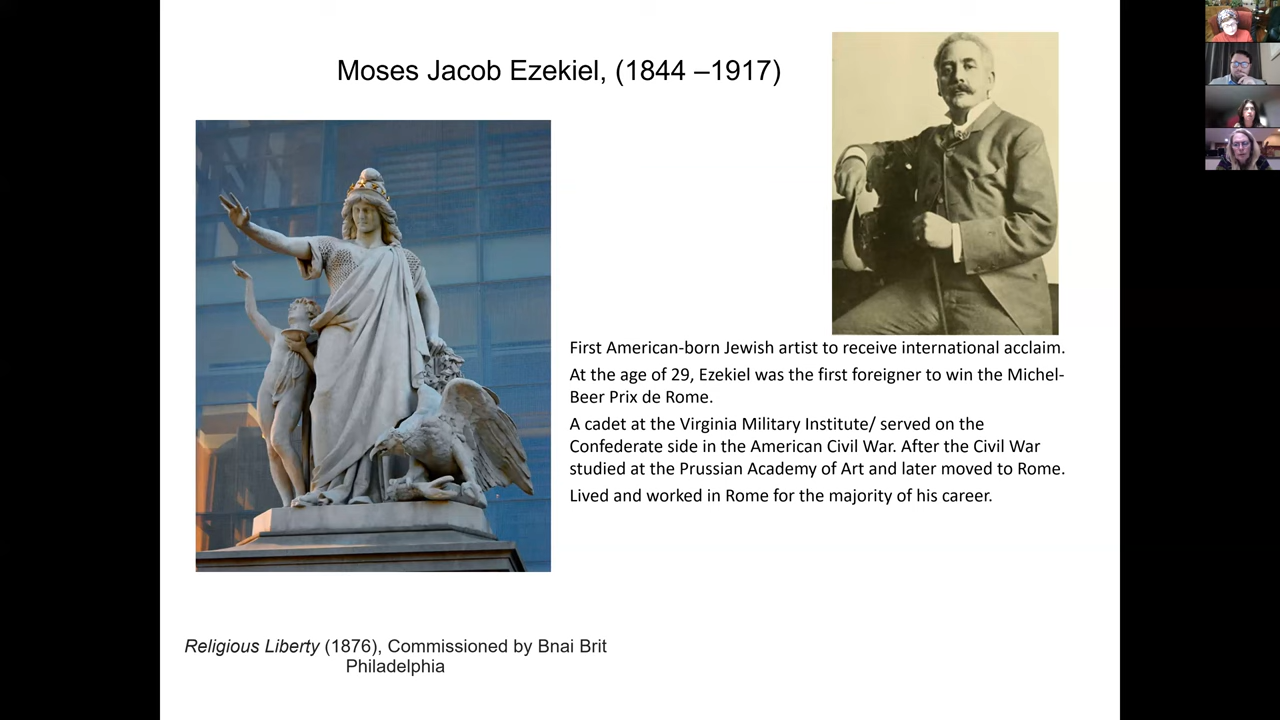 Moses Jacob Ezekiel, (1844 –1917)
First American-born Jewish artist to receive international acclaim.
At the age of 29, Ezekiel was the first foreigner to win the Michel-
Beer Prix de Rome.
A cadet at the Virginia Military Institute/ served on the
Confederate side in the American Civil War. After the Civil War
studied at the Prussian Academy of Art and later moved to Rome.
Lived and worked in Rome for the majority of his career.
Religious Liberty (1876), Commissioned by Bnai Brit
Philadelphia